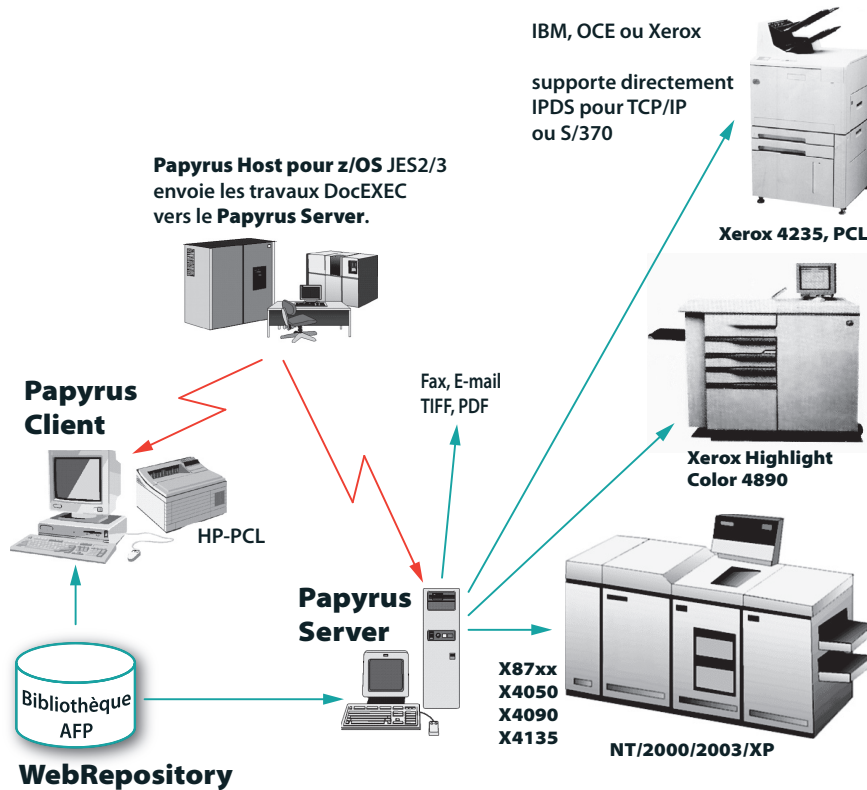 IBM, OCE ou Xerox
supporte directement
IPDS pour TCP/IP
ou S/370
Papyrus Host pour z/OS JES2/3
envoie les travaux DocEXEC
vers le Papyrus Server.
Xerox 4235, PCL
Fax, E-mail
TIFF, PDF
Papyrus
Client
HP-PCL
Xerox Highlight
Color 4890
Papyrus
Server
X87xx
X4050
X4090
X4135
NT/2000/2003/XP
Bibliothèque
AFP
WebRepository